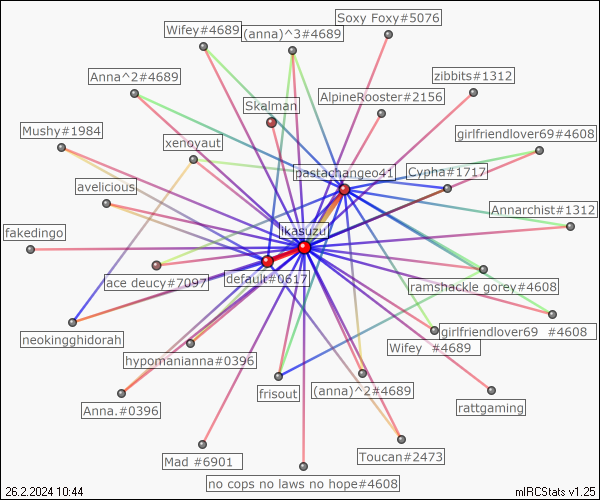 Soxy Foxy#5076
Wifey#4689
(anna)^3#4689
Anna^2#4689
zibbits#1312
AlpineRooster#2156
Skalman
Mushy#1984
girlfriendlover69#4608
xenoyaut
pastachangeo41
Cypha#1717
avelicious
Annarchist#1312
fakedingo
likasuzu
ace deucy#7097
default#0617
ramshackle gorey#4608
neokingghidorah
girlfriendlover69 #4608
Wifey #4689
hypomanianna#0396
frisout
(anna)^2#4689
Anna.#0396
rattgaming
Toucan#2473
Mad #6901
no cops no laws no hope#4608
26.2.2024 10:44
mIRCStats v1.25